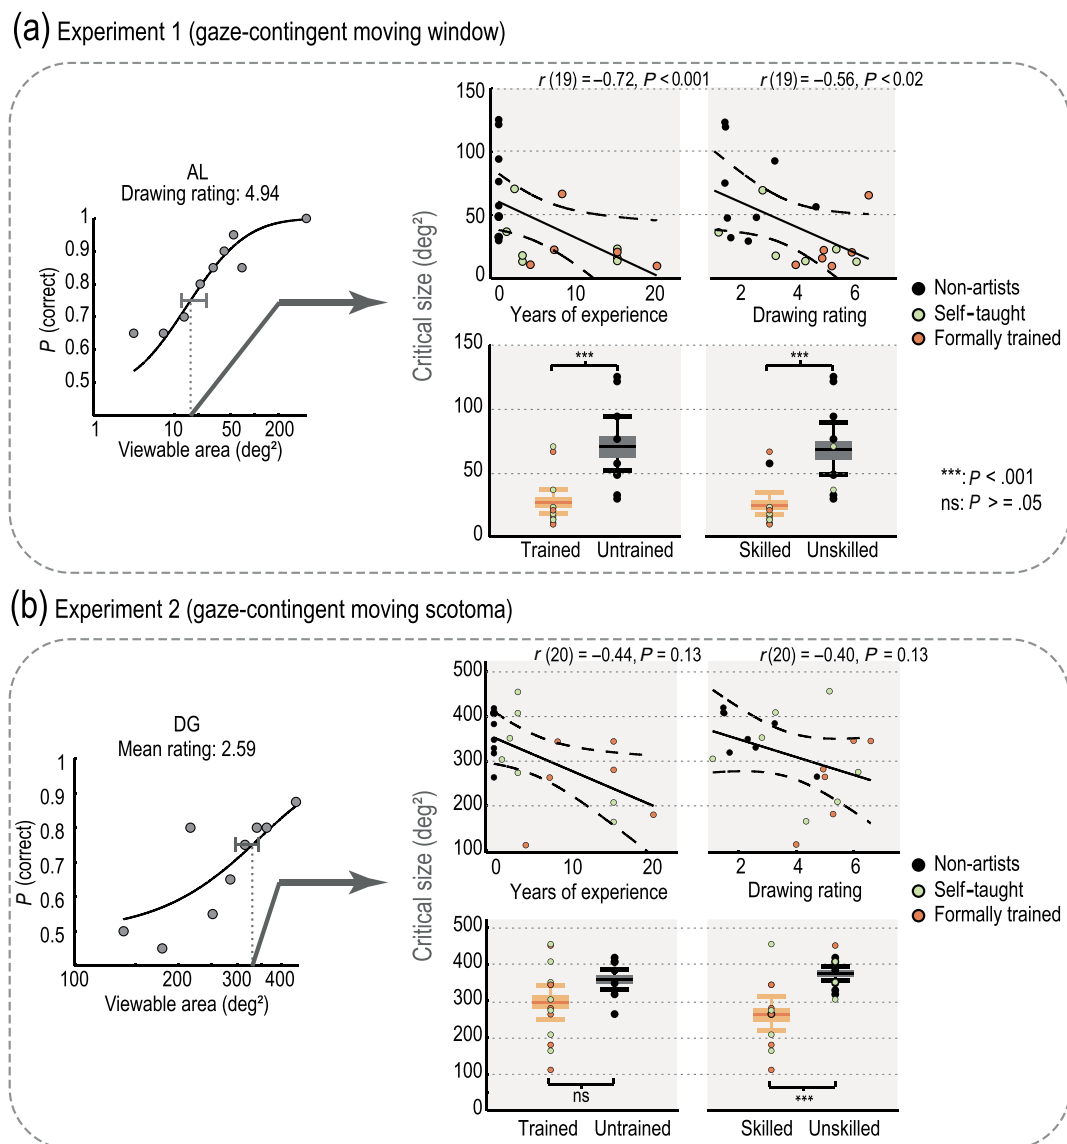 (a) Experiment 1 (gaze-contingent moving window)
AL
Drawing rating: 4.94
1
0.9
0.8
0.7
0.6
0.5
P (correct)
1 10 50 200
Viewable area (deg²)
r (19) = –0.72, P < 0.001
r (19) = –0.56, P < 0.02
Critical size (deg²)
150
100
50
0
0 10 20
Years of experience
2 4 6
Drawing rating
Non-artists
Self-taught
Formally trained
150
100
50
0
***
***
Trained Untrained
Skilled Unskilled
***: P < .001
ns: P > = .05
(b) Experiment 2 (gaze-contingent moving scotoma)
DG
Mean rating: 2.59
1
0.9
0.8
0.7
0.6
0.5
P (correct)
100 200 300 400
Viewable area (deg²)
r (20) = –0.44, P = 0.13
r(20) = –0.40, P = 0.13
Critical size (deg²)
500
400
300
200
100
0 10 20
Years of experience
2 4 6
Drawing rating
Non-artists
Self-taught
Formally trained
500
400
300
200
100
0
ns
***
Trained Untrained
Skilled Unskilled